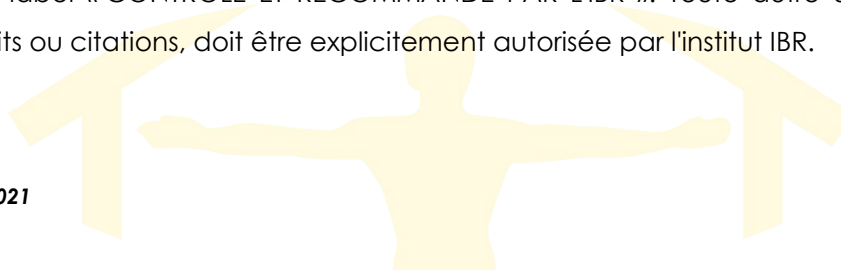 label « CONTROLE ET RECOMMANDE PAR L'IBR ». Toute autre
its ou citations, doit être explicitement autorisée par l'institut IBR.
021